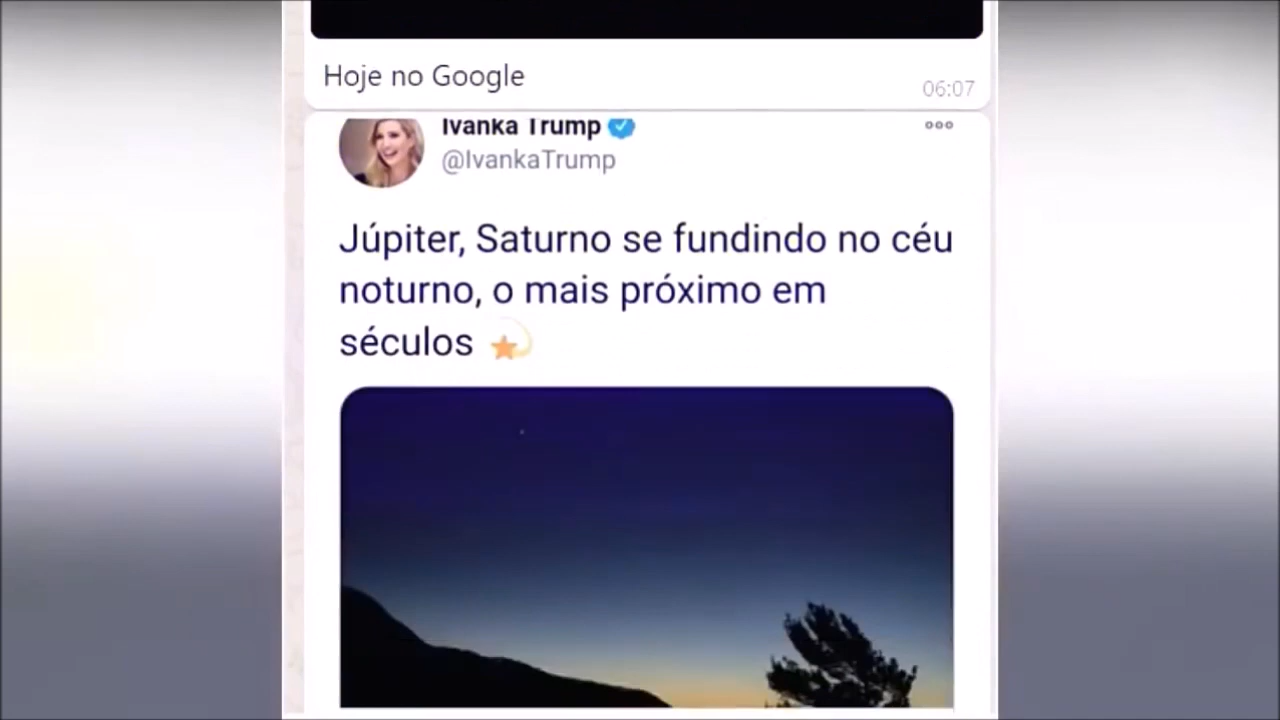 Hoje no Google
06:07
Ivanka Trump
@IvankaTrump
Júpiter, Saturno se fundindo no céu
noturno, o mais próximo em
séculos